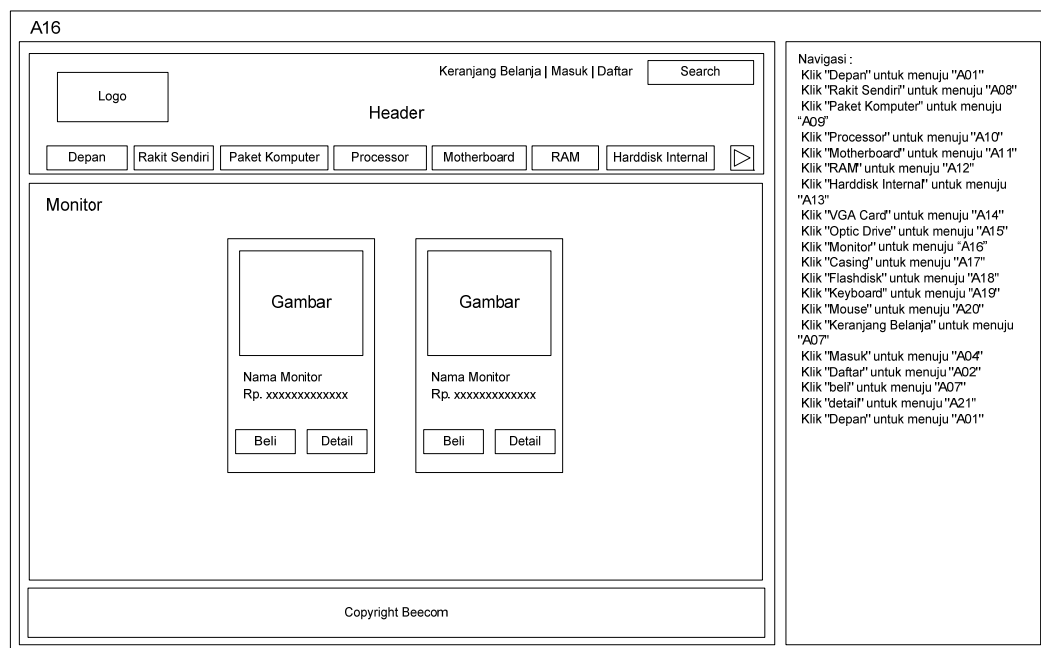 A16
Keranjang Belanja | Masuk | Daftar
Search
Logo
Header
Depan
Rakit Sendiri
Paket Komputer
Processor
Motherboard
RAM
Harddisk Internal
Monitor
Gambar
Nama Monitor
Rp. xxxxxxxxxxxxx
Beli
Detail
Gambar
Nama Monitor
Rp. xxxxxxxxxxxxx
Beli
Detail
Copyright Beecom
Navigasi :
Klik "Depan" untuk menuju "A01"
Klik "Rakit Sendiri" untuk menuju "A08"
Klik "Paket Komputer" untuk menuju
“A09”
Klik "Processor" untuk menuju "A10"
Klik "Motherboard" untuk menuju "A11"
Klik "RAM" untuk menuju "A12"
Klik "Harddisk Internal" untuk menuju
"A13"
Klik "VGA Card" untuk menuju "A14"
Klik "Optic Drive" untuk menuju "A15"
Klik "Monitor" untuk menuju “A16”
Klik "Casing" untuk menuju "A17"
Klik "Flashdisk" untuk menuju "A18"
Klik "Keyboard" untuk menuju "A19"
Klik "Mouse" untuk menuju "A20"
Klik "Keranjang Belanja" untuk menuju
"A07"
Klik "Masuk" untuk menuju "A04"
Klik "Daftar" untuk menuju "A02"
Klik "beli" untuk menuju "A07"
Klik "detail" untuk menuju "A21"
Klik "Depan" untuk menuju "A01"